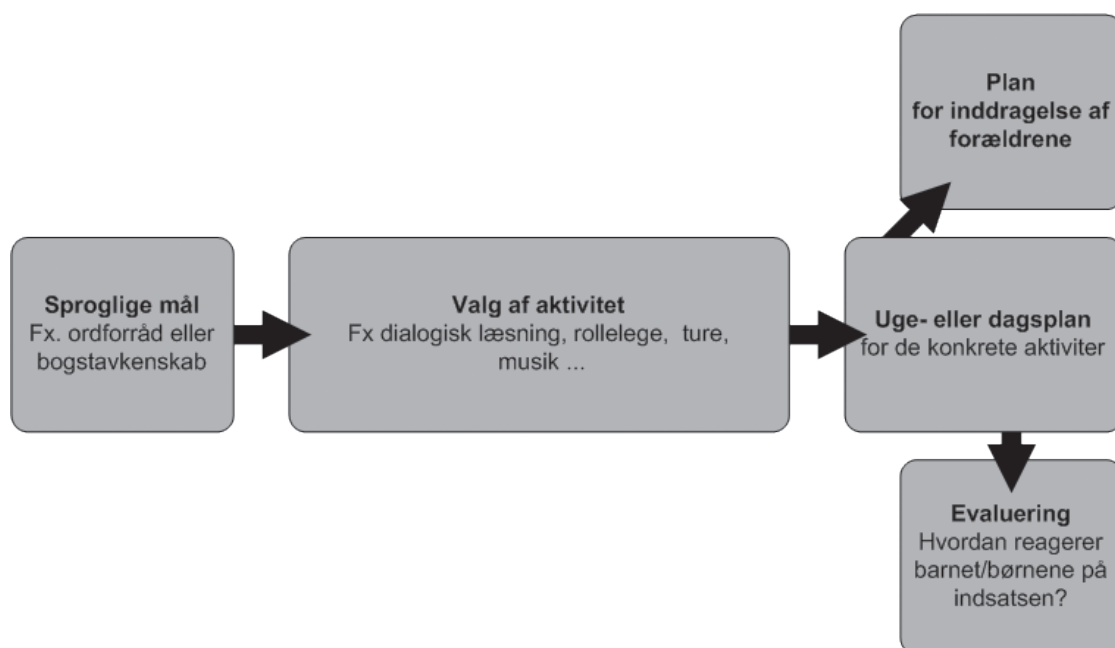 Plan
for inddragelse af
forældrene
Sproglige mål
Fx. ordforråd eller
bogstavkenskab
Valg af aktivitet
Fx dialogisk læsning, rollelege, ture,
musik ...
Uge- eller dagsplan
for de konkrete aktiviter
Evaluering
Hvordan reagerer
barnet/børnene på
indsatsen?